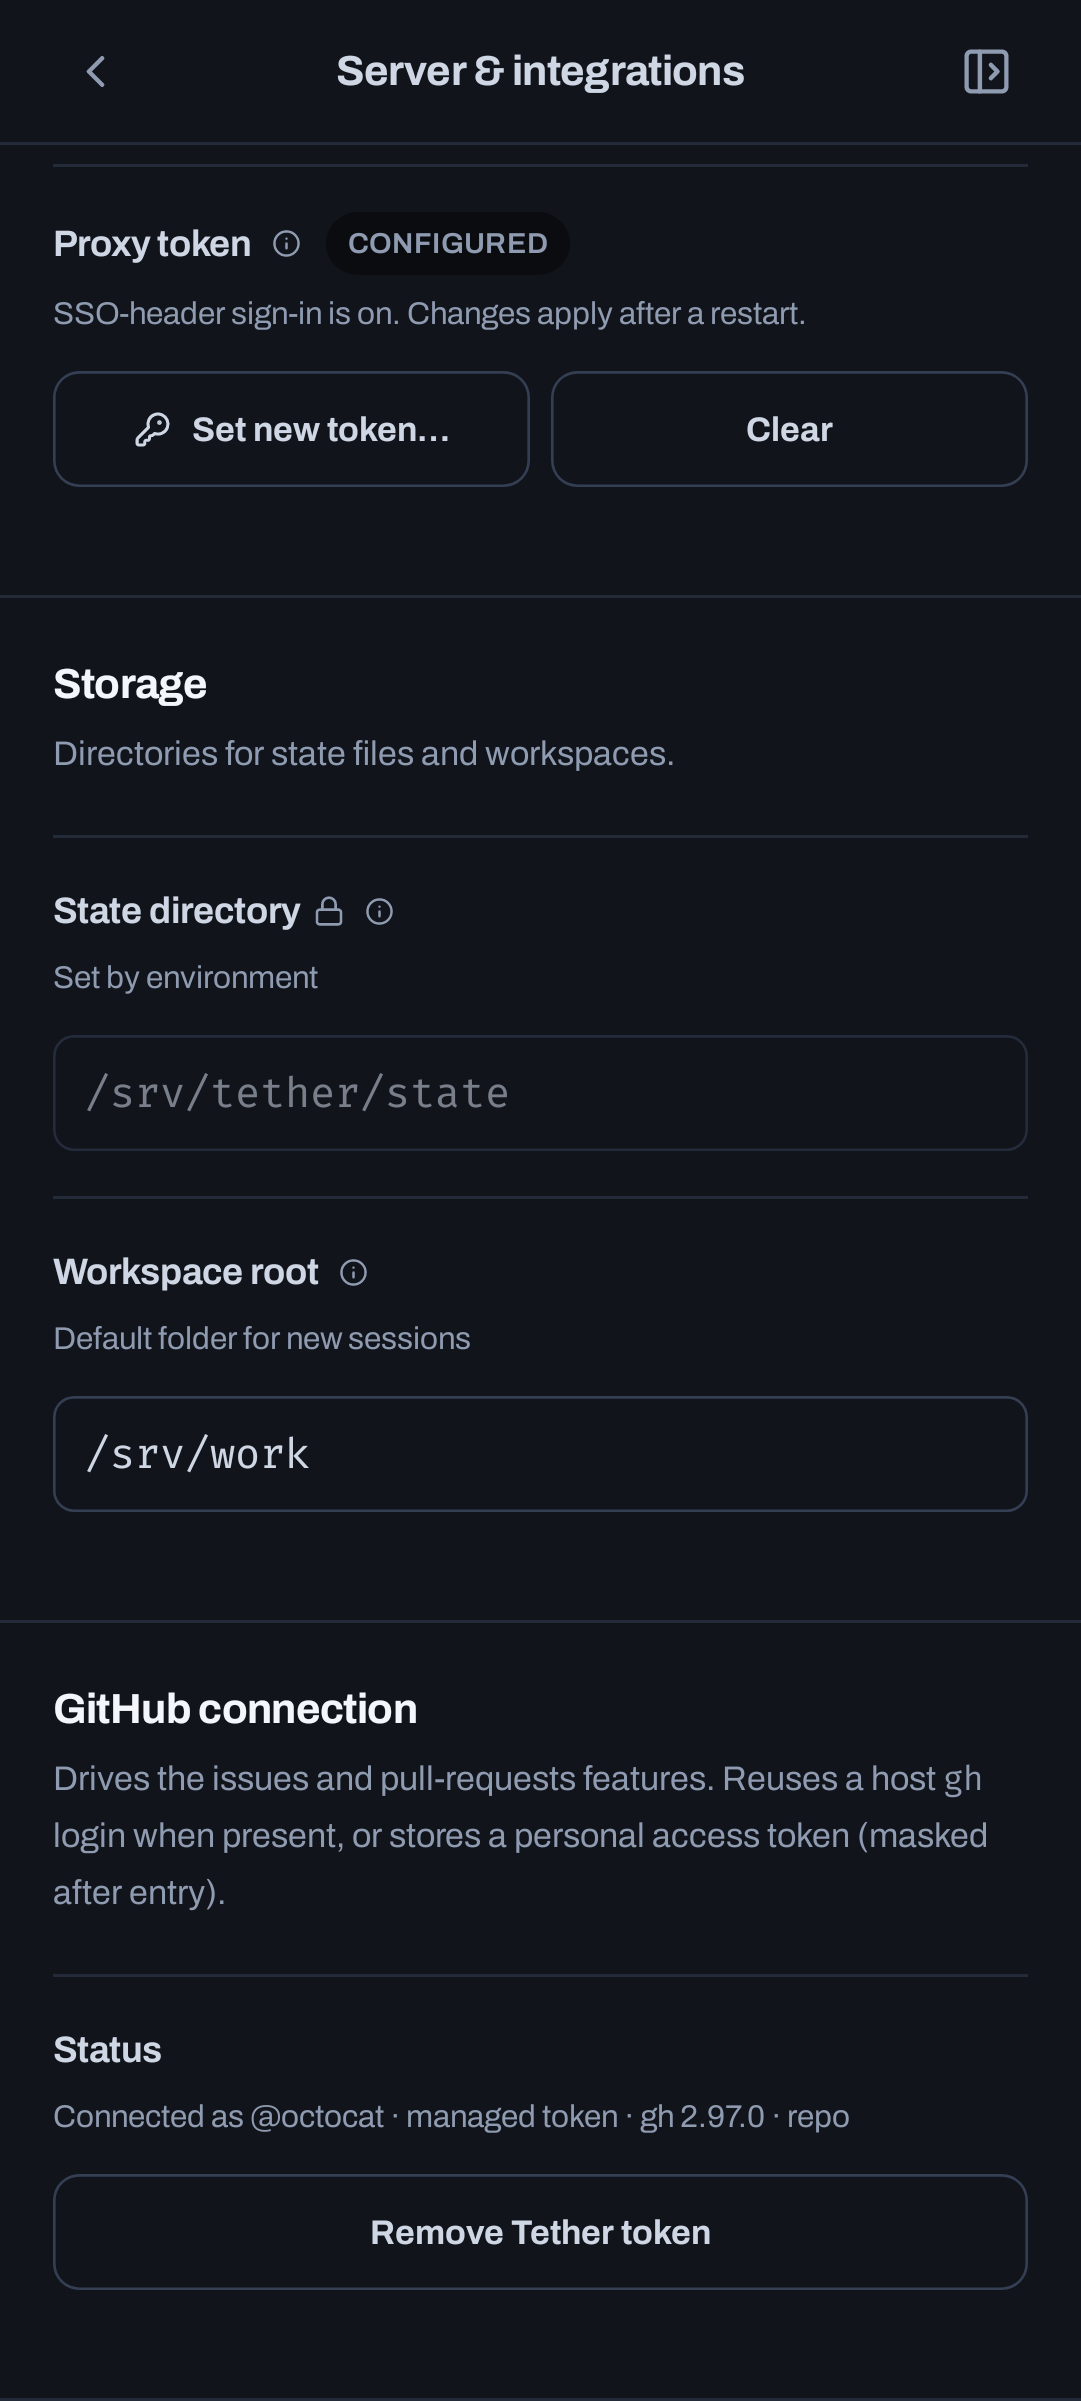 Server & integrations
Proxy token CONFIGURED
SSO-header sign-in is on. Changes apply after a restart.
Set new token... Clear
Storage
Directories for state files and workspaces.
State directory
Set by environment
/srv/tether/state
Workspace root
Default folder for new sessions
/srv/work
GitHub connection
Drives the issues and pull-requests features. Reuses a host gh
login when present, or stores a personal access token (masked
after entry).
Status
Connected as @octocat · managed token · gh 2.97.0 · repo
Remove Tether token